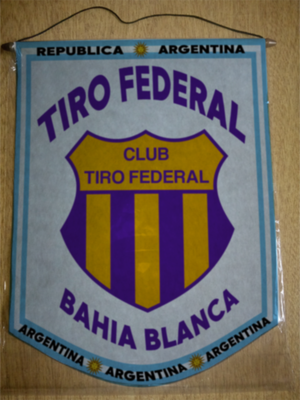 REPUBLICA ARGENTINA
TIRO FEDERAL
CLUB
TIRO FEDERAL
BAHIA BLANCA
ARGENTINA ARGENTINA ARGENTINA